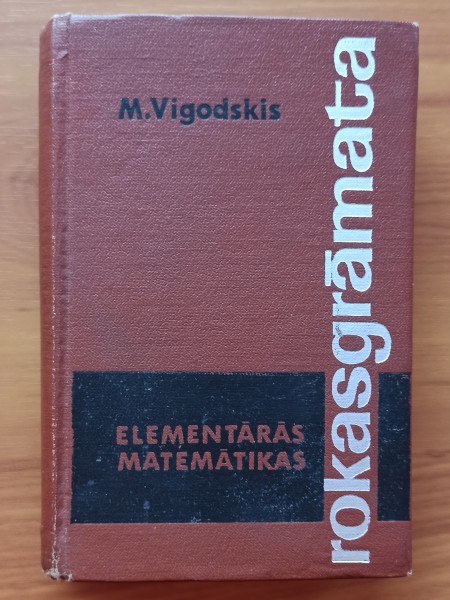 M.Vigodskis
ELEMENTĀRĀS
MATEMĀTIKAS
rokasgrāmata